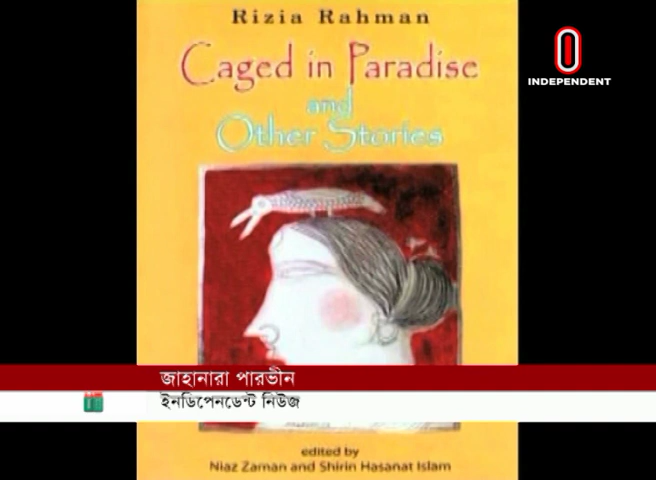 Rizia Rahman
Caged in Paradise
and
Other Stories
INDEPENDENT
জাহানারা পারভীন
ইনডিপেনডেন্ট নিউজ
edited by
Niaz Zaman and Shirin Hasanat Islam